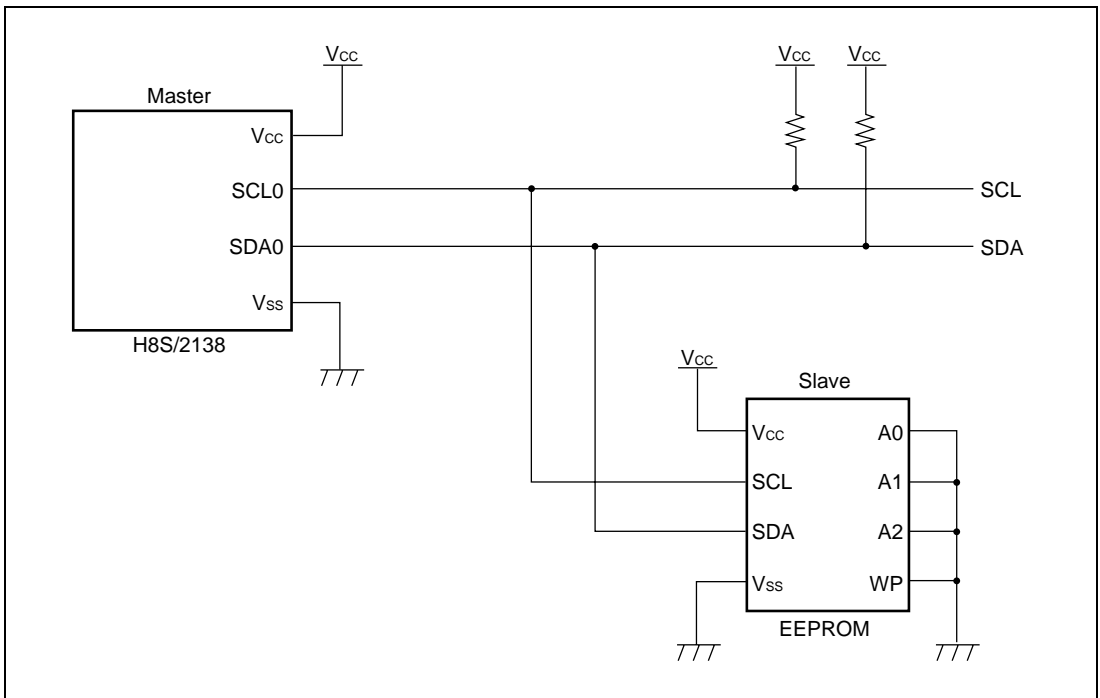 Vcc
Vcc
Vcc
Master
Vcc
SCL0
SCL
SDA0
SDA
Vss
H8S/2138
Vcc
Slave
Vcc
A0
SCL
A1
SDA
A2
Vss
WP
EEPROM